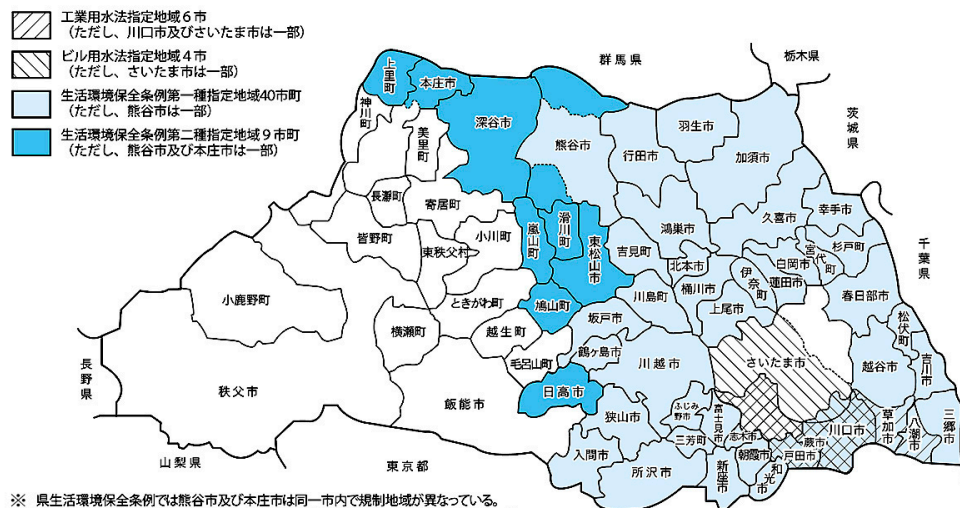 工業用水法指定地域６市
（ただし、川口市及びさいたま市は一部）
ビル用水法指定地域４市
（ただし、さいたま市は一部）
生活環境保全条例第一種指定地域40市町
（ただし、熊谷市は一部）
生活環境保全条例第二種指定地域９市町
（ただし、熊谷市及び本庄市は一部）
群馬県
栃木県
茨城県
千葉県
東京都
山梨県
長野県
上里町
本庄市
神川町
美里町
深谷市
熊谷市
行田市
羽生市
加須市
長瀞町
寄居町
皆野町
東秩父村
小川町
嵐山町
滑川町
東松山市
吉見町
鴻巣市
久喜市
幸手市
北本市
桶川市
伊奈町
白岡市
宮代町
杉戸町
蓮田市
春日部市
小鹿野町
ときがわ町
鳩山町
川島町
上尾市
横瀬町
越生町
坂戸市
松伏町
毛呂山町
鶴ヶ島市
川越市
さいたま市
越谷市
吉川市
秩父市
飯能市
日高市
狭山市
ふじみ野市
富士見市
志木市
三芳町
川口市
草加市
八潮市
三郷市
蕨市
戸田市
入間市
所沢市
新座市
朝霞市
和光市
※ 県生活環境保全条例では熊谷市及び本庄市は同一市内で規制地域が異なっている。